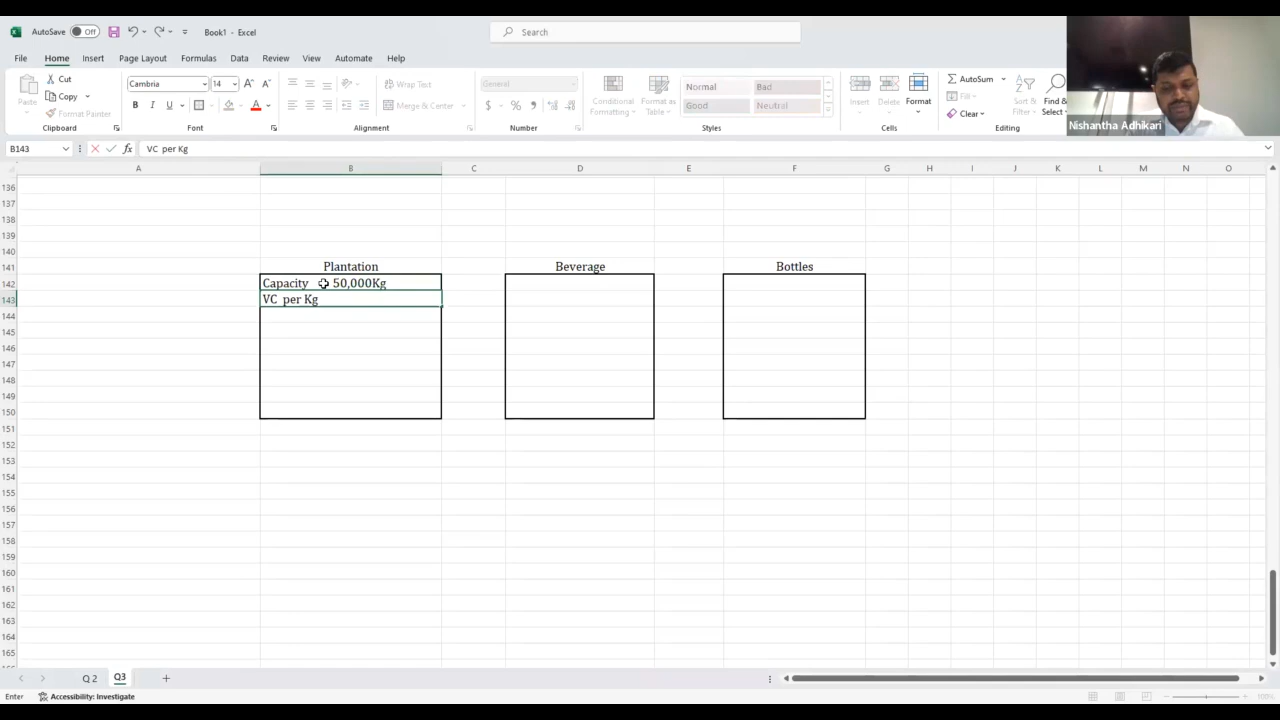 AutoSave Off Book1 - Excel Search
File Home Insert Page Layout Formulas Data Review View Automate Help
Paste Cut Copy Format Painter Clipboard
Cambria 14 B I U A Font
Wrap Text Merge & Center Alignment
General $ % Number
Conditional Formatting Format as Table Normal Bad Good Neutral Styles
Insert Delete Format Cells
AutoSum Fill Clear Sort & Filter Find & Select Editing
Nishantha Adhikari
B143 fx VC per Kg
A B C D E F G H I J K L M N O
136
137
138
139
140
141 Plantation Beverage Bottles
142 Capacity 50,000Kg
143 VC per Kg
144
145
146
147
148
149
150
151
152
153
154
155
156
157
158
159
160
161
162
163
164
165
Q 2 Q3
Enter Accessibility: Investigate 100%